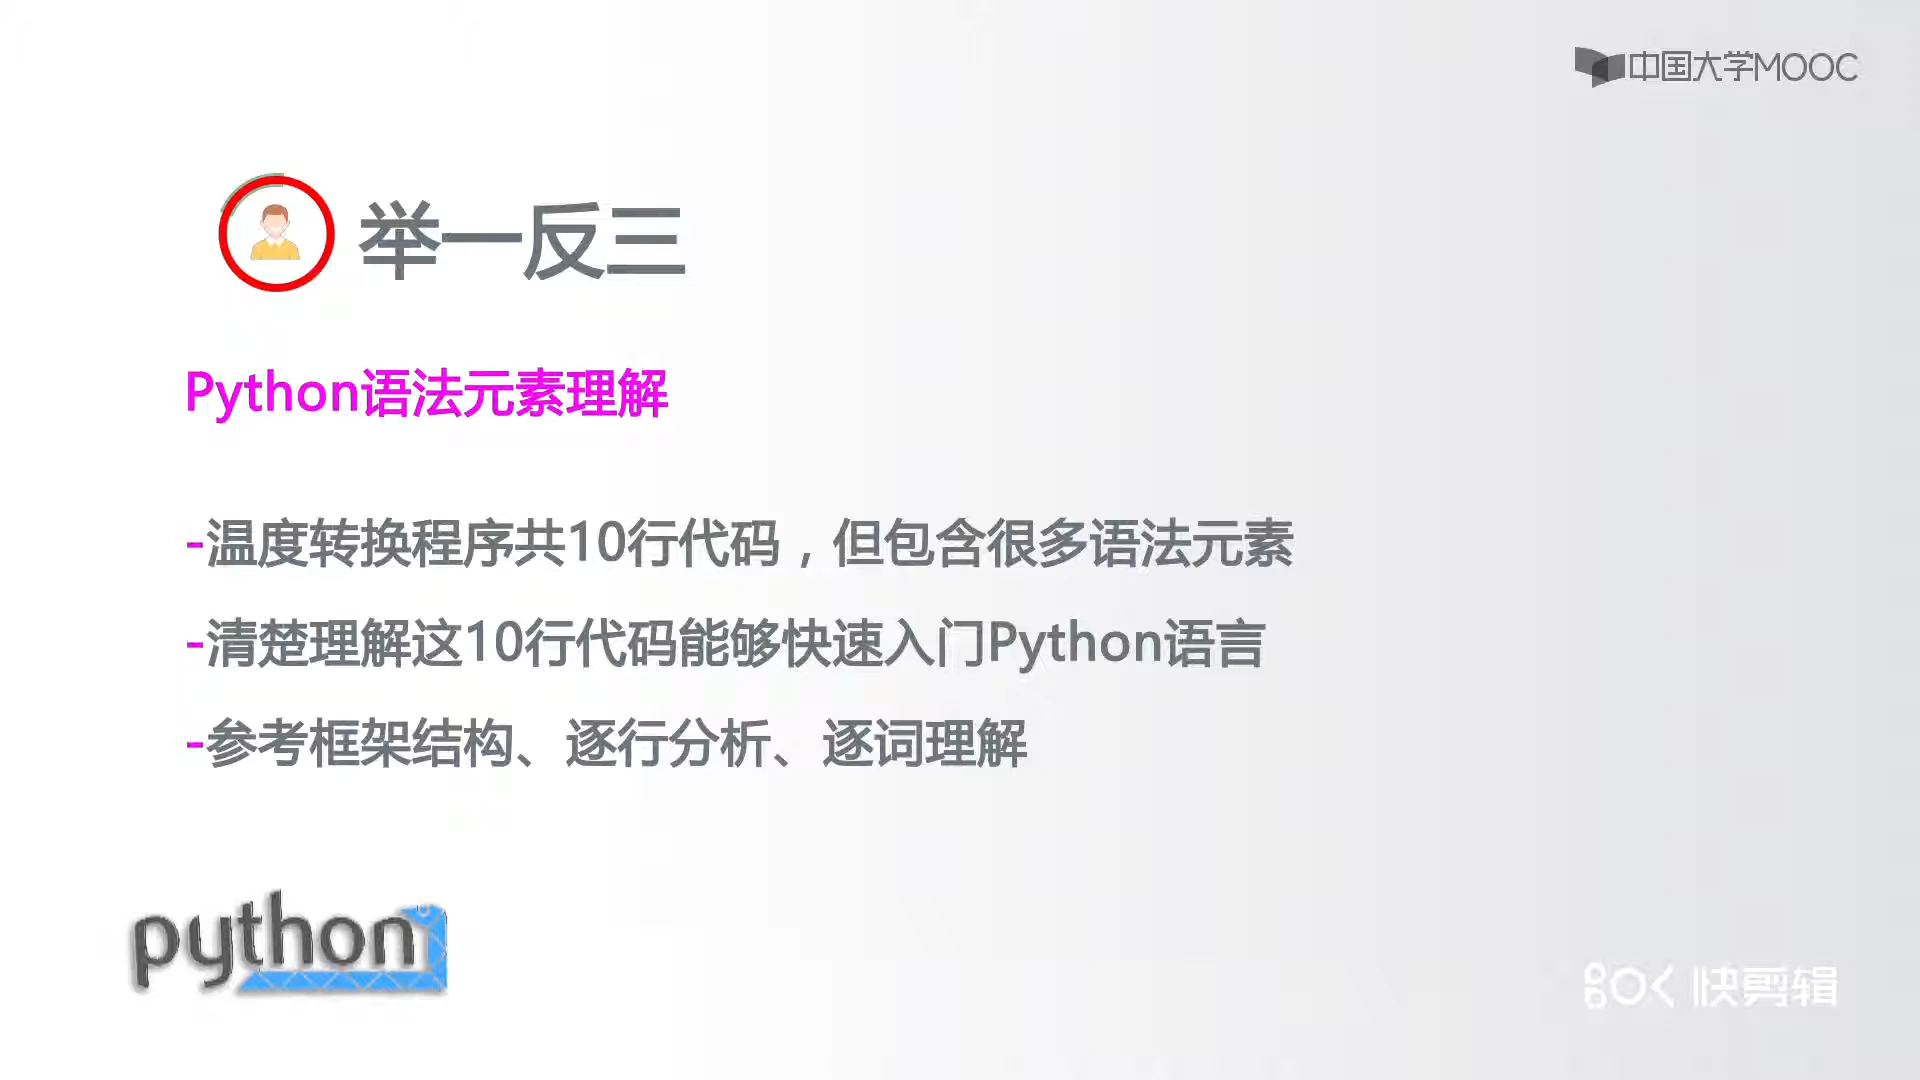 中国大学MOOC
举一反三
Python语法元素理解
-温度转换程序共10行代码，但包含很多语法元素
-清楚理解这10行代码能够快速入门Python语言
-参考框架结构、逐行分析、逐词理解
python
快剪辑